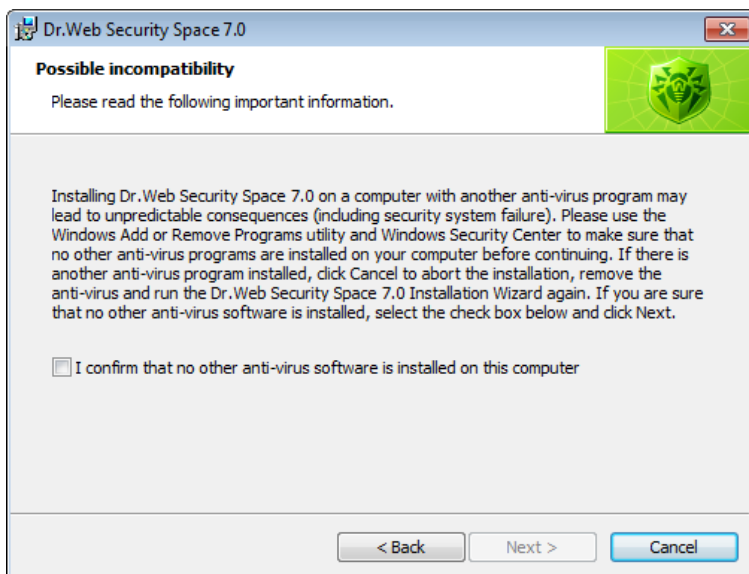 Dr.Web Security Space 7.0
Possible incompatibility
Please read the following important information.
Installing Dr.Web Security Space 7.0 on a computer with another anti-virus program may
lead to unpredictable consequences (including security system failure). Please use the
Windows Add or Remove Programs utility and Windows Security Center to make sure that
no other anti-virus programs are installed on your computer before continuing. If there is
another anti-virus program installed, click Cancel to abort the installation, remove the
anti-virus and run the Dr.Web Security Space 7.0 Installation Wizard again. If you are sure
that no other anti-virus software is installed, select the check box below and click Next.
I confirm that no other anti-virus software is installed on this computer
< Back
Next >
Cancel